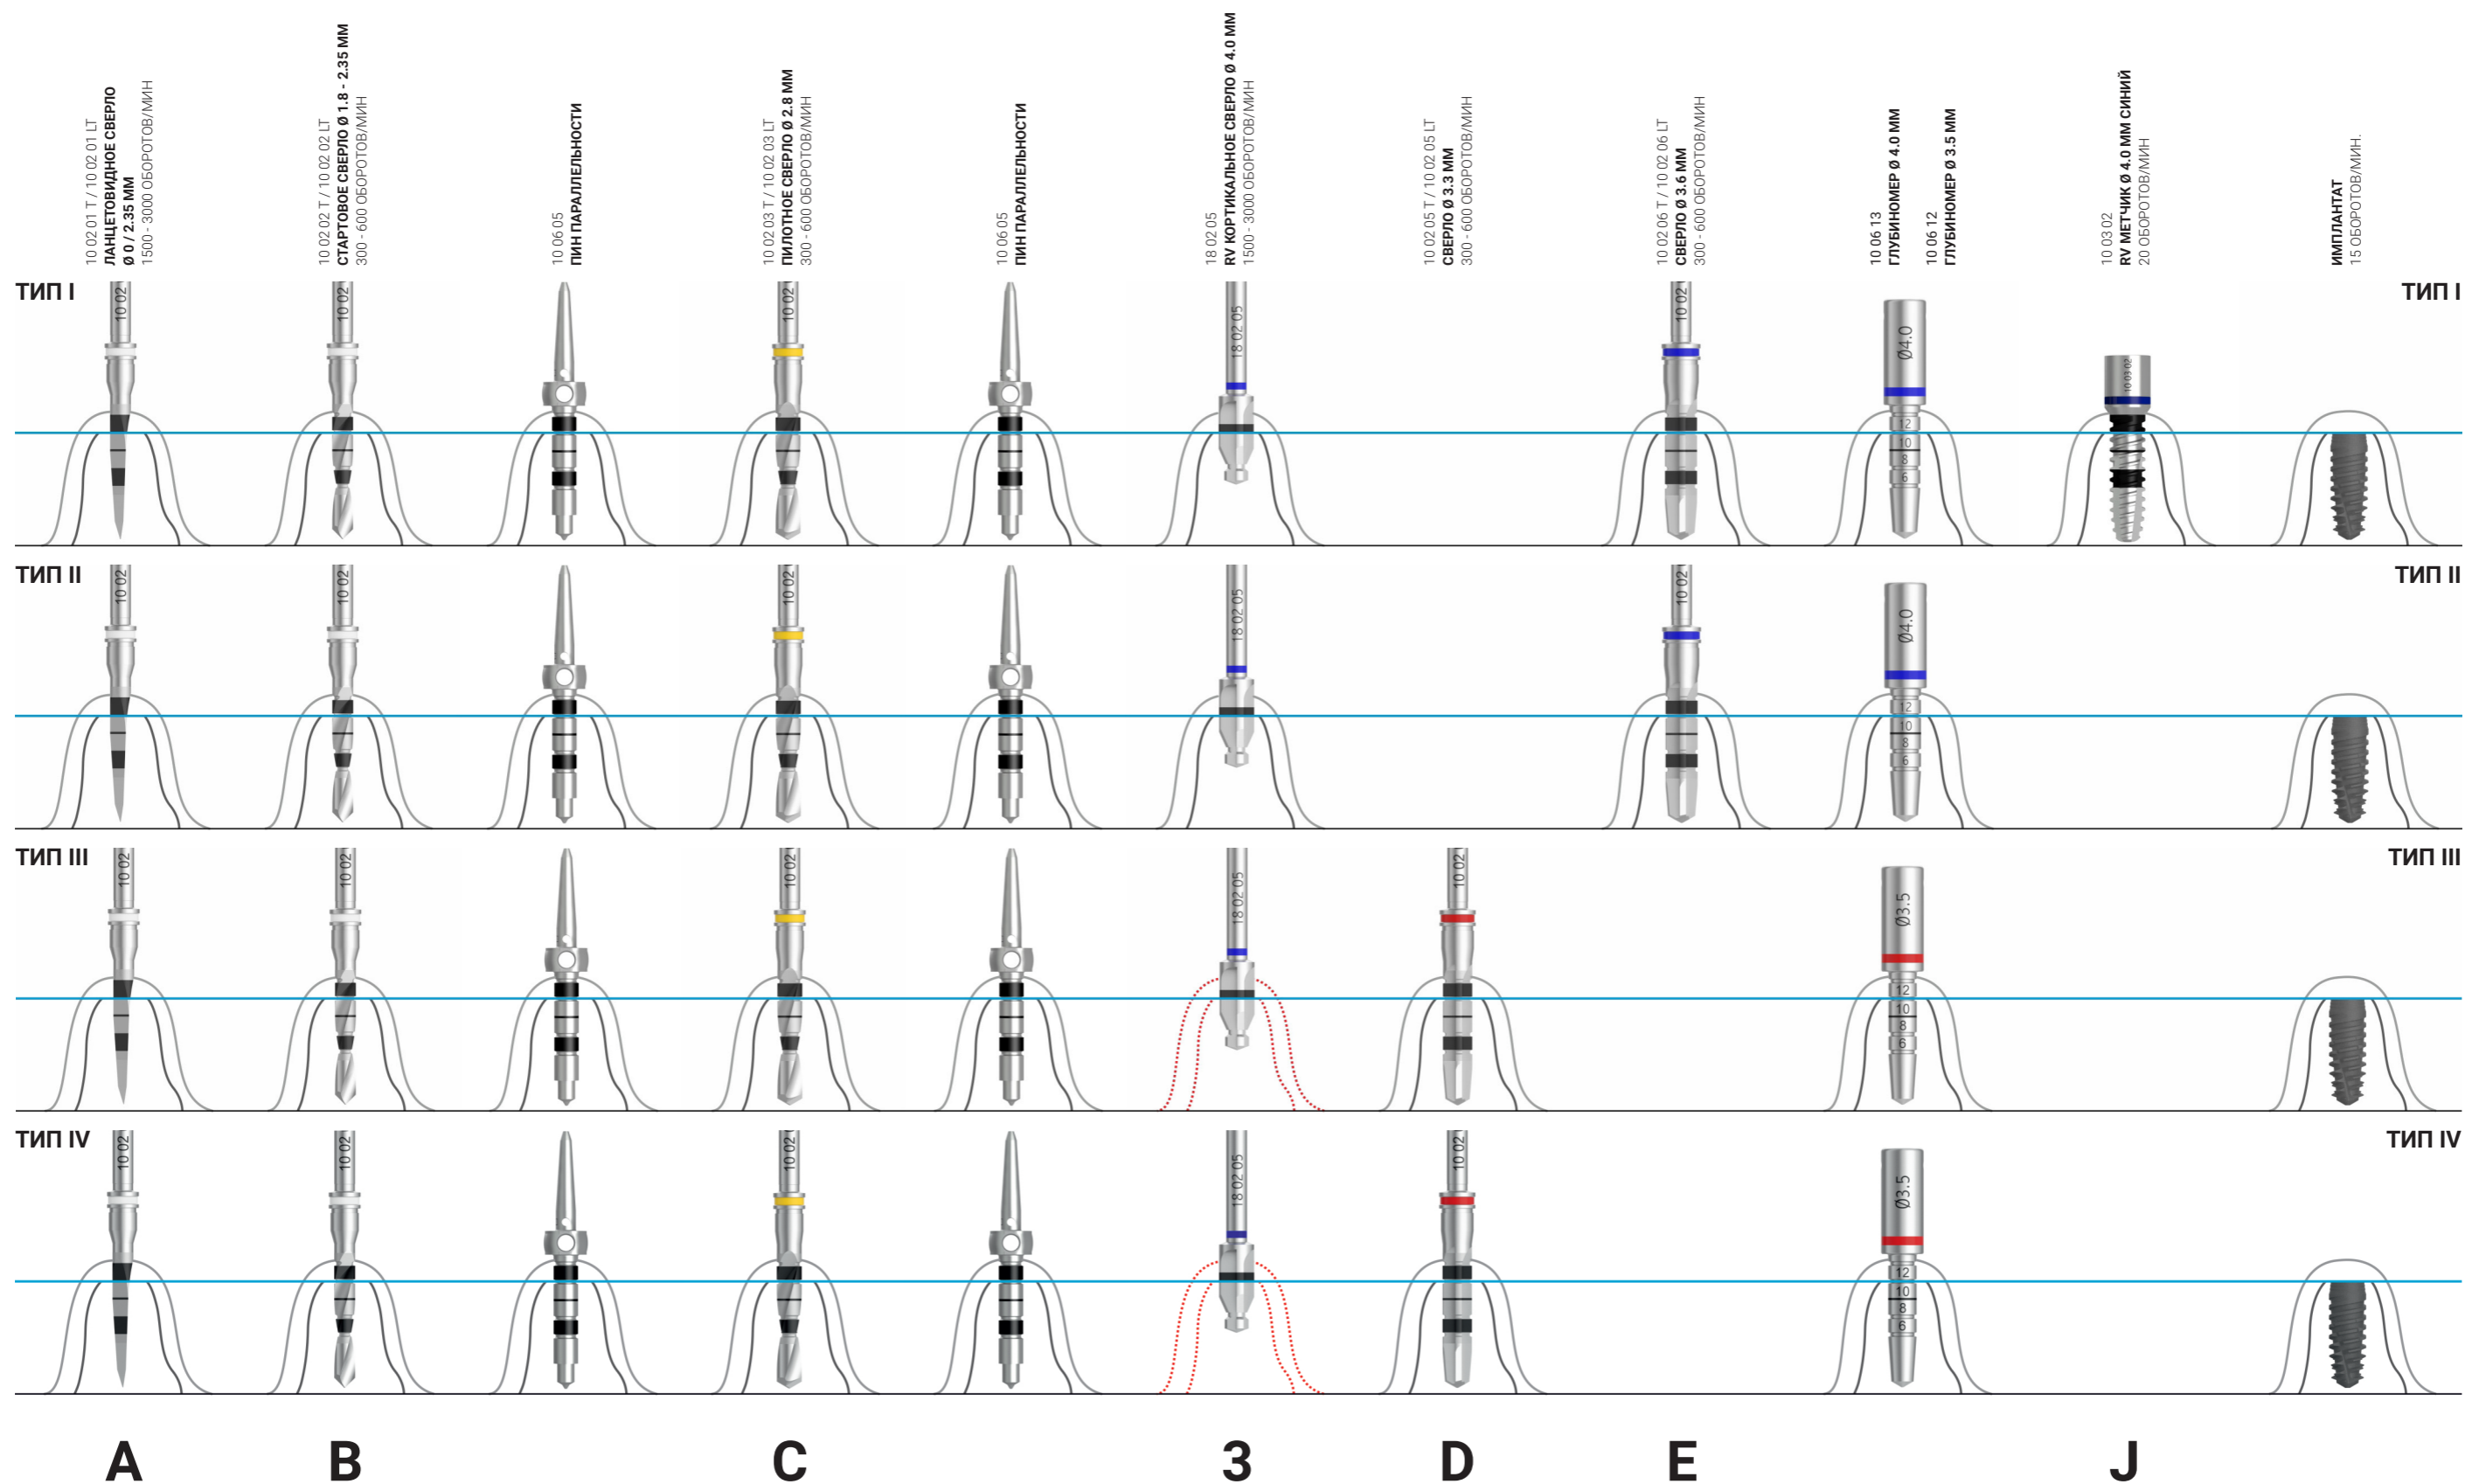 10 02 01 T / 10 02 01 LT
ЛАНЦЕТОВИДНОЕ СВЕРЛО
Ø 0 / 2.35 ММ
1500 - 3000 ОБОРОТОВ/МИН
10 02 02 T / 10 02 02 LT
СТАРТОВОЕ СВЕРЛО Ø 1.8 - 2.35 ММ
300 - 600 ОБОРОТОВ/МИН
10 06 05
ПИН ПАРАЛЛЕЛЬНОСТИ
10 02 03 T / 10 02 03 LT
ПИЛОТНОЕ СВЕРЛО Ø 2.8 ММ
300 - 600 ОБОРОТОВ/МИН
10 06 05
ПИН ПАРАЛЛЕЛЬНОСТИ
18 02 05
RV КОРТИКАЛЬНОЕ СВЕРЛО Ø 4.0 ММ
1500 - 3000 ОБОРОТОВ/МИН
10 02 05 T / 10 02 05 LT
СВЕРЛО Ø 3.3 ММ
300 - 600 ОБОРОТОВ/МИН
10 02 06 T / 10 02 06 LT
СВЕРЛО Ø 3.6 ММ
300 - 600 ОБОРОТОВ/МИН
10 06 13
ГЛУБИНОМЕР Ø 4.0 ММ
10 06 12
ГЛУБИНОМЕР Ø 3.5 ММ
10 03 02
RV МЕТЧИК Ø 4.0 ММ СИНИЙ
20 ОБОРОТОВ/МИН
ИМПЛАНТАТ
15 ОБОРОТОВ/МИН.
ТИП I
10 02
10 02
10 02
18 02 05
10 02
Ø4.0
12
10
8
6
10 03 02
ТИП I
ТИП II
10 02
10 02
10 02
18 02 05
10 02
Ø4.0
12
10
8
6
ТИП II
ТИП III
10 02
10 02
10 02
18 02 05
10 02
Ø3.5
12
10
8
6
ТИП III
ТИП IV
10 02
10 02
10 02
18 02 05
10 02
Ø3.5
12
10
8
6
ТИП IV
A B C 3 D E J